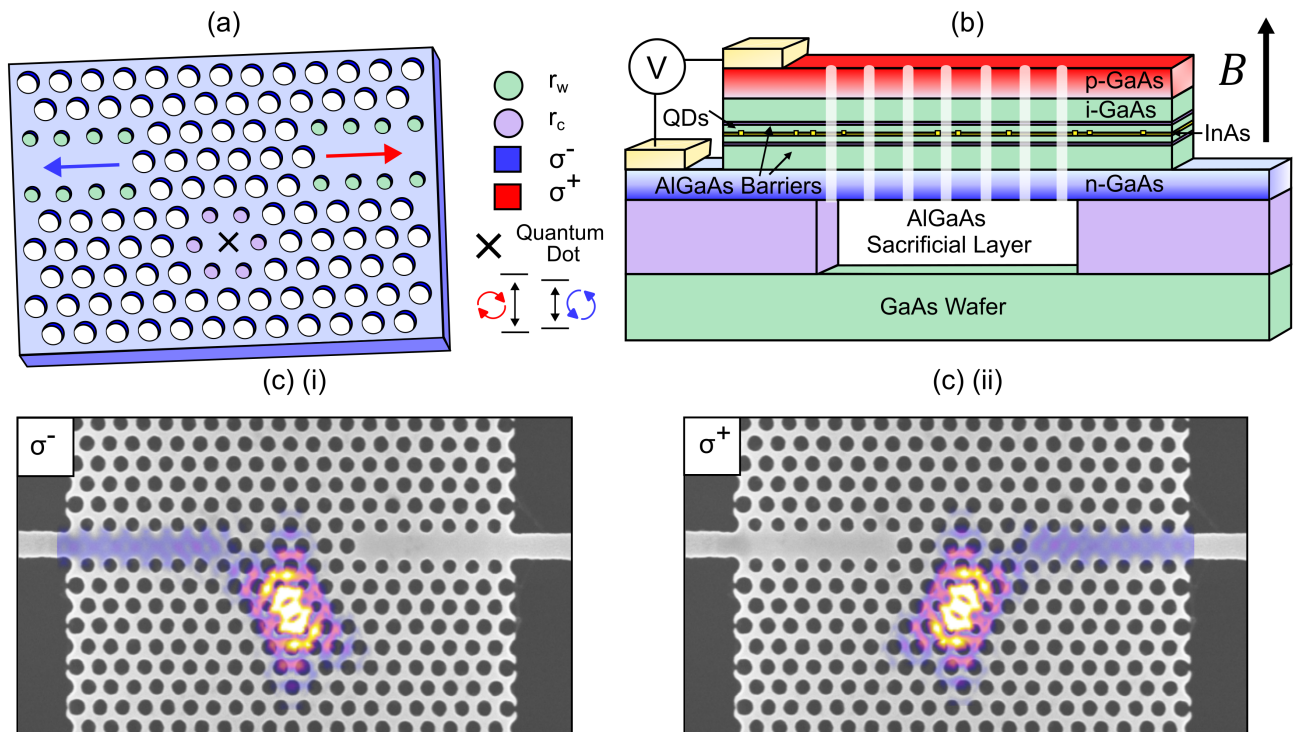 (a)
(b)
r_w
r_c
σ-
σ+
Quantum
Dot
V
B
p-GaAs
i-GaAs
QDs
InAs
AlGaAs Barriers
n-GaAs
AlGaAs
Sacrificial Layer
GaAs Wafer
(c) (i)
(c) (ii)
σ-
σ+